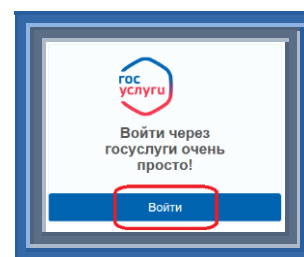 гос
услуги
Войти через
госуслуги очень
просто!
Войти